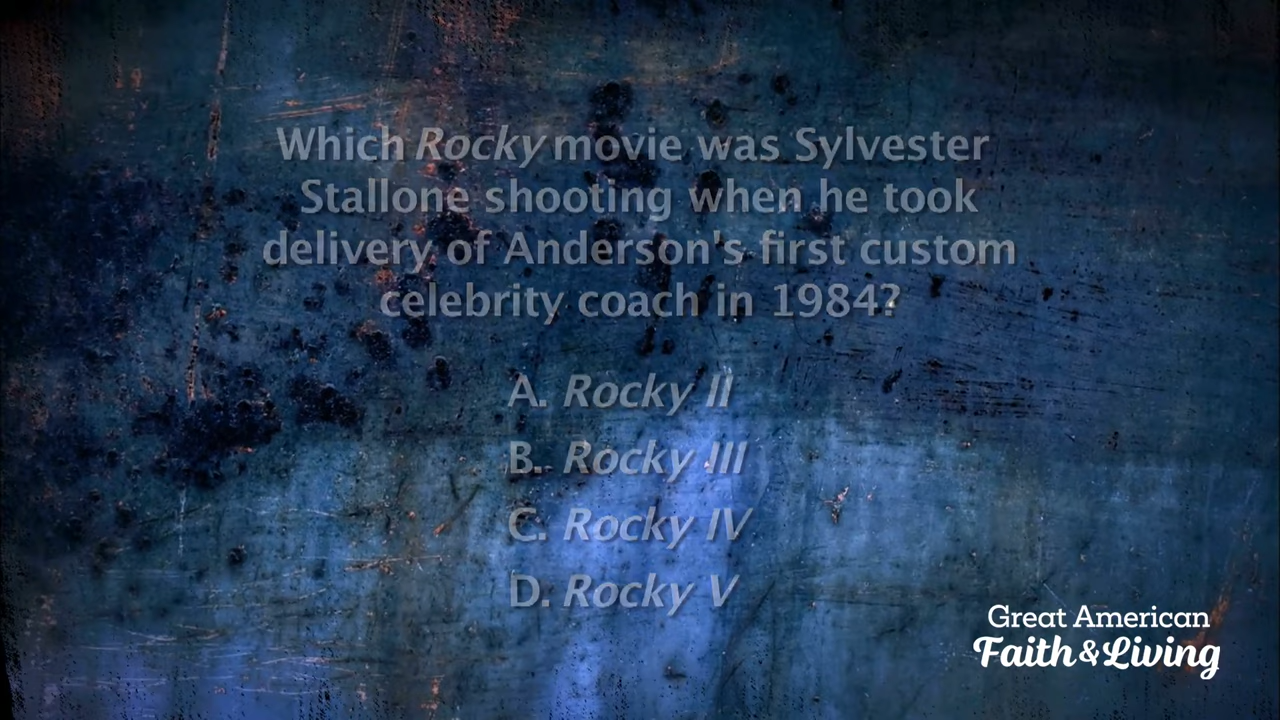 Which Rocky movie was Sylvester
Stallone shooting when he took
delivery of Anderson's first custom
celebrity coach in 1984?
A. Rocky II
B. Rocky III
C. Rocky IV
D. Rocky V
Great American
Faith & Living